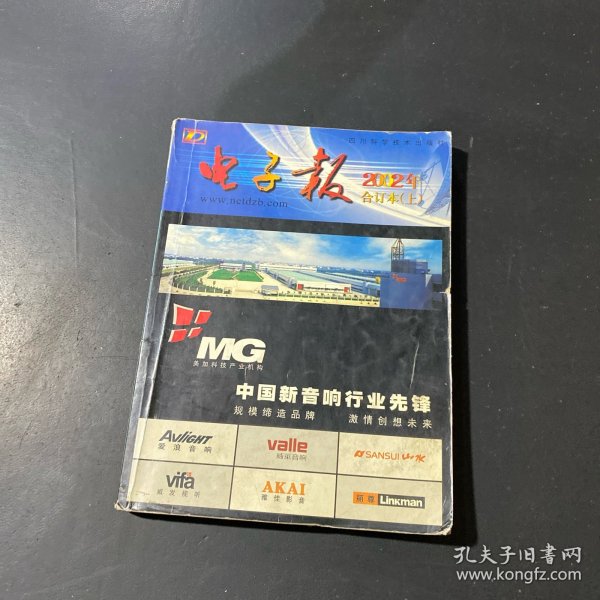 四川科学技术出版社
电子报
2002年
合订本(上)
www.netdzb.com
MG
美加科技产业机构
中国新音响行业先锋
规模缔造品牌 激情创想未来
AVLIGHT
爱浪音响
valle
威莱音响
SANSUI 山水
vifa
威发视听
AKAI
雅佳影音
丽尊 Linkman
孔夫子旧书网
www.kongfz.com